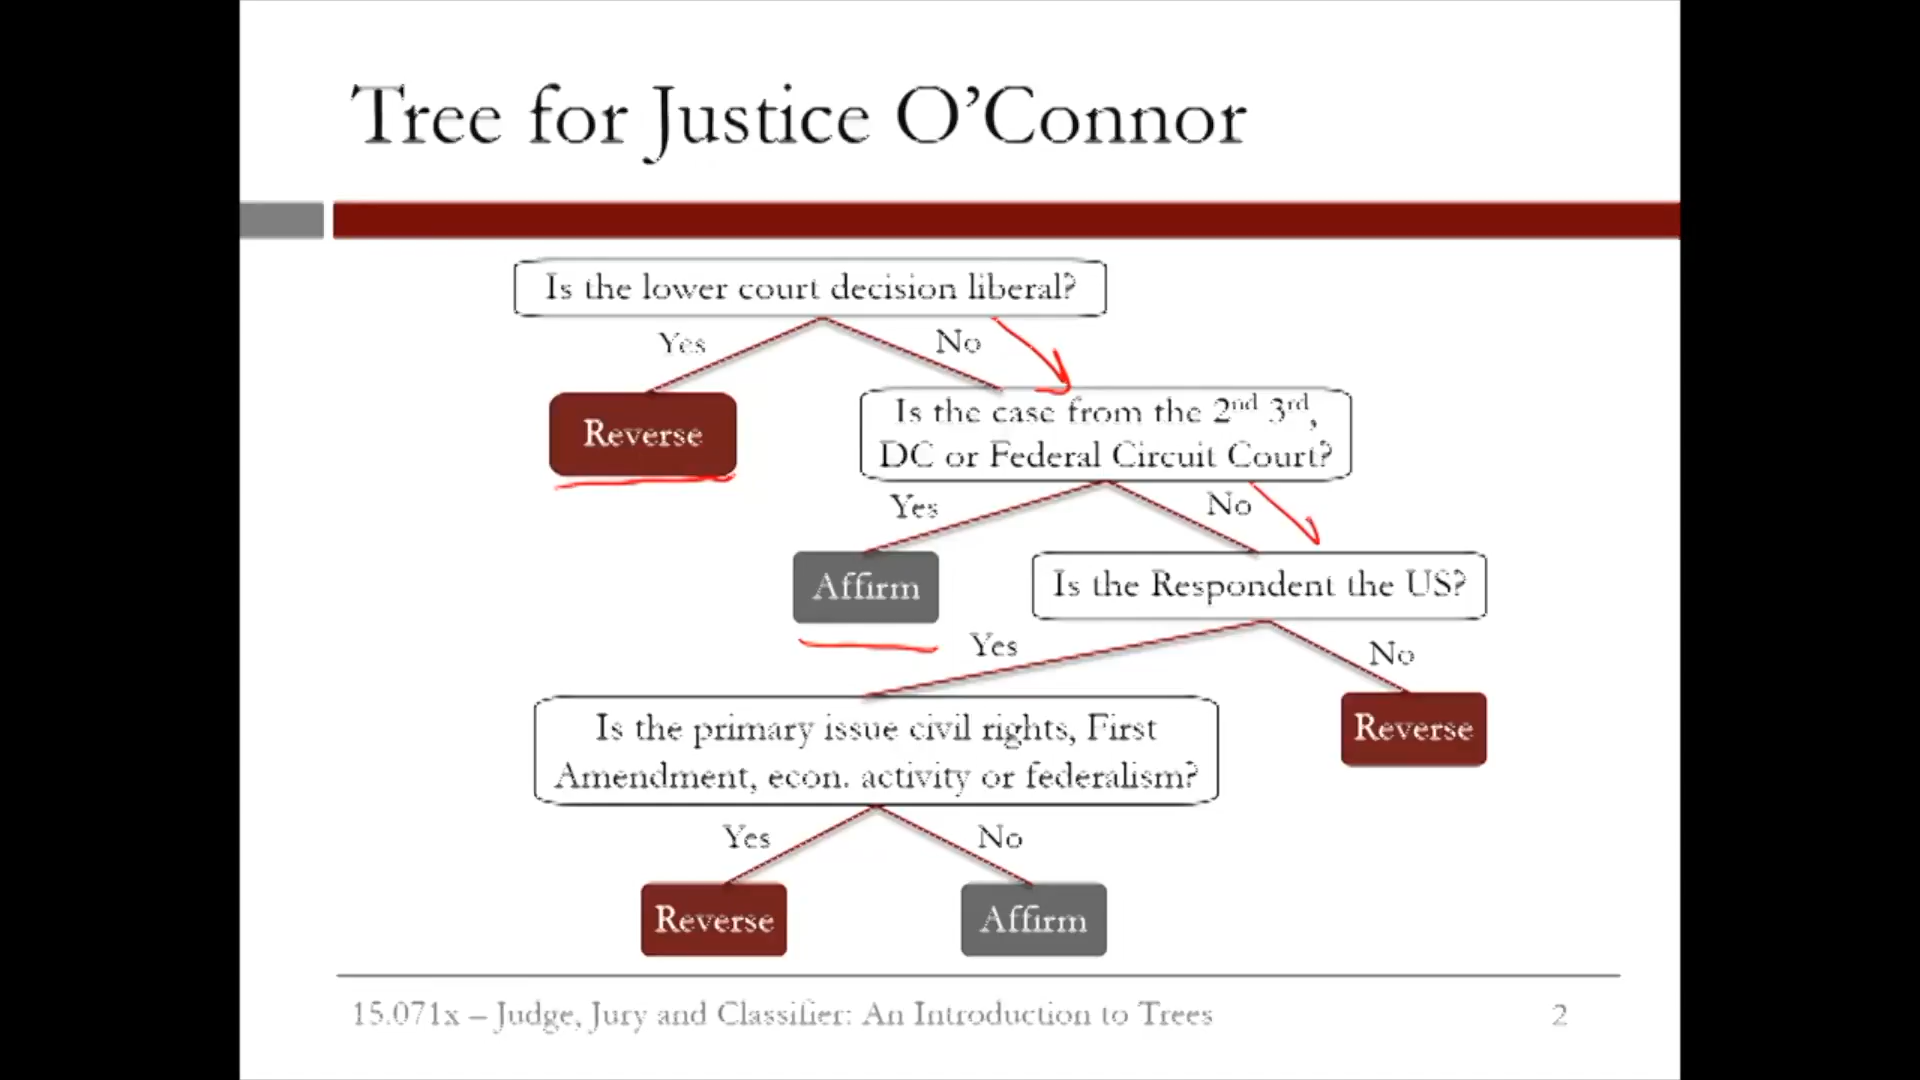 Tree for Justice O’Connor
Is the lower court decision liberal?
Yes
No
Reverse
Is the case from the 2nd 3rd,
DC or Federal Circuit Court?
Yes
No
Affirm
Is the Respondent the US?
Yes
No
Is the primary issue civil rights, First
Amendment, econ. activity or federalism?
Reverse
Yes
No
Reverse
Affirm
15.071x – Judge, Jury and Classifier: An Introduction to Trees
2